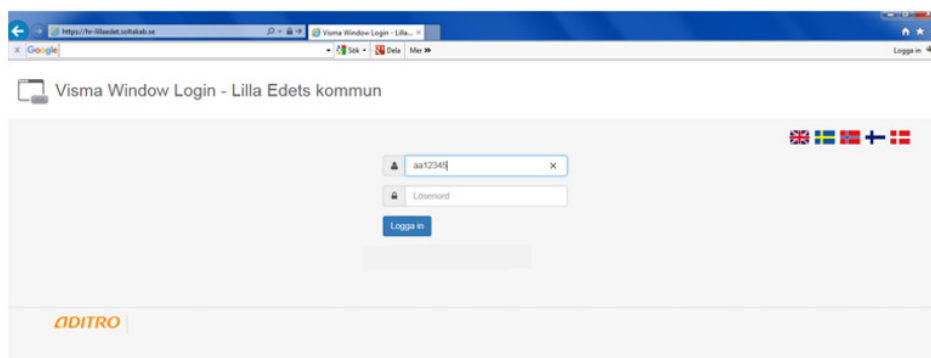 https://hr-lillaedet.soltakab.se
Visma Window Login - Lilla...
x Google
Sök
Dela
Mer »
Logga in
Visma Window Login - Lilla Edets kommun
aa12345
Lösenord
Logga in
ADITRO